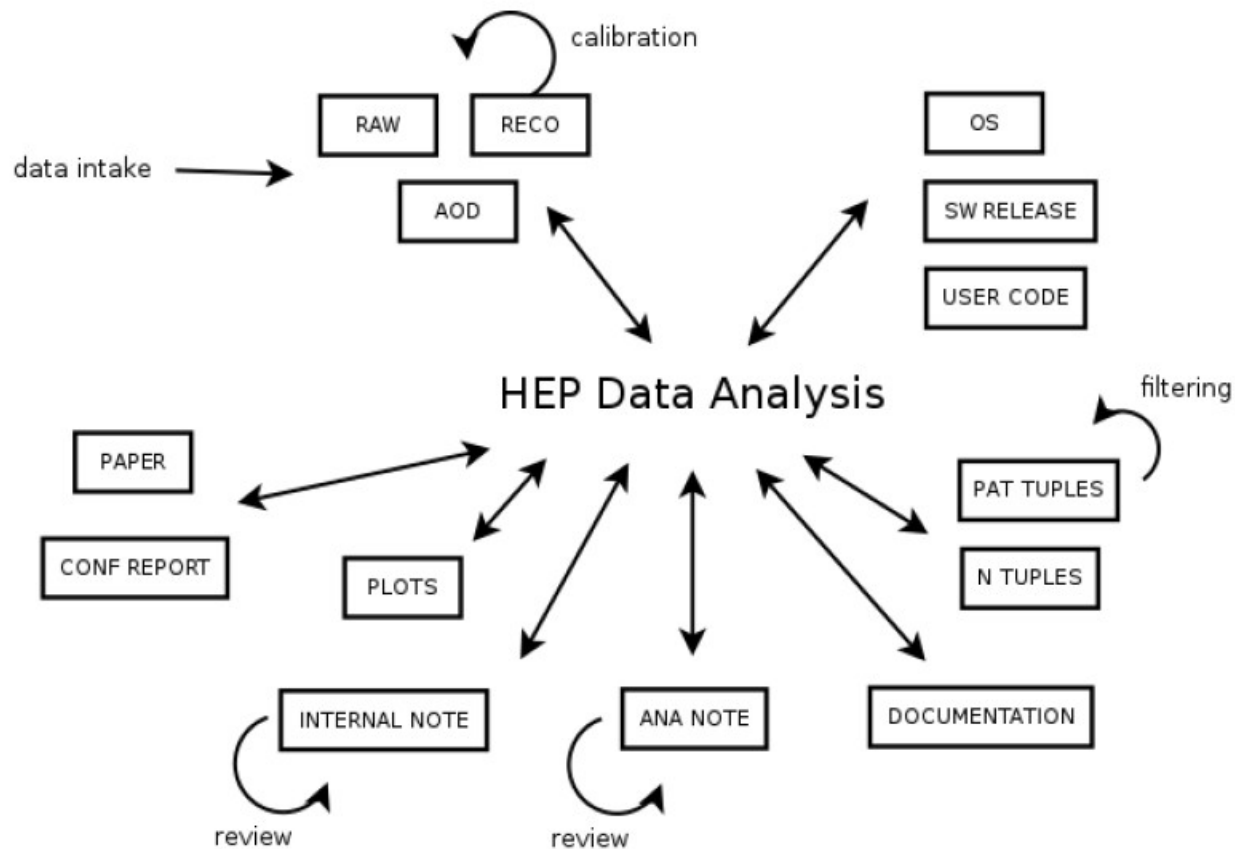 calibration
RAW
RECO
OS
data intake
AOD
SW RELEASE
USER CODE
HEP Data Analysis
filtering
PAPER
PAT TUPLES
CONF REPORT
PLOTS
N TUPLES
INTERNAL NOTE
ANA NOTE
DOCUMENTATION
review
review